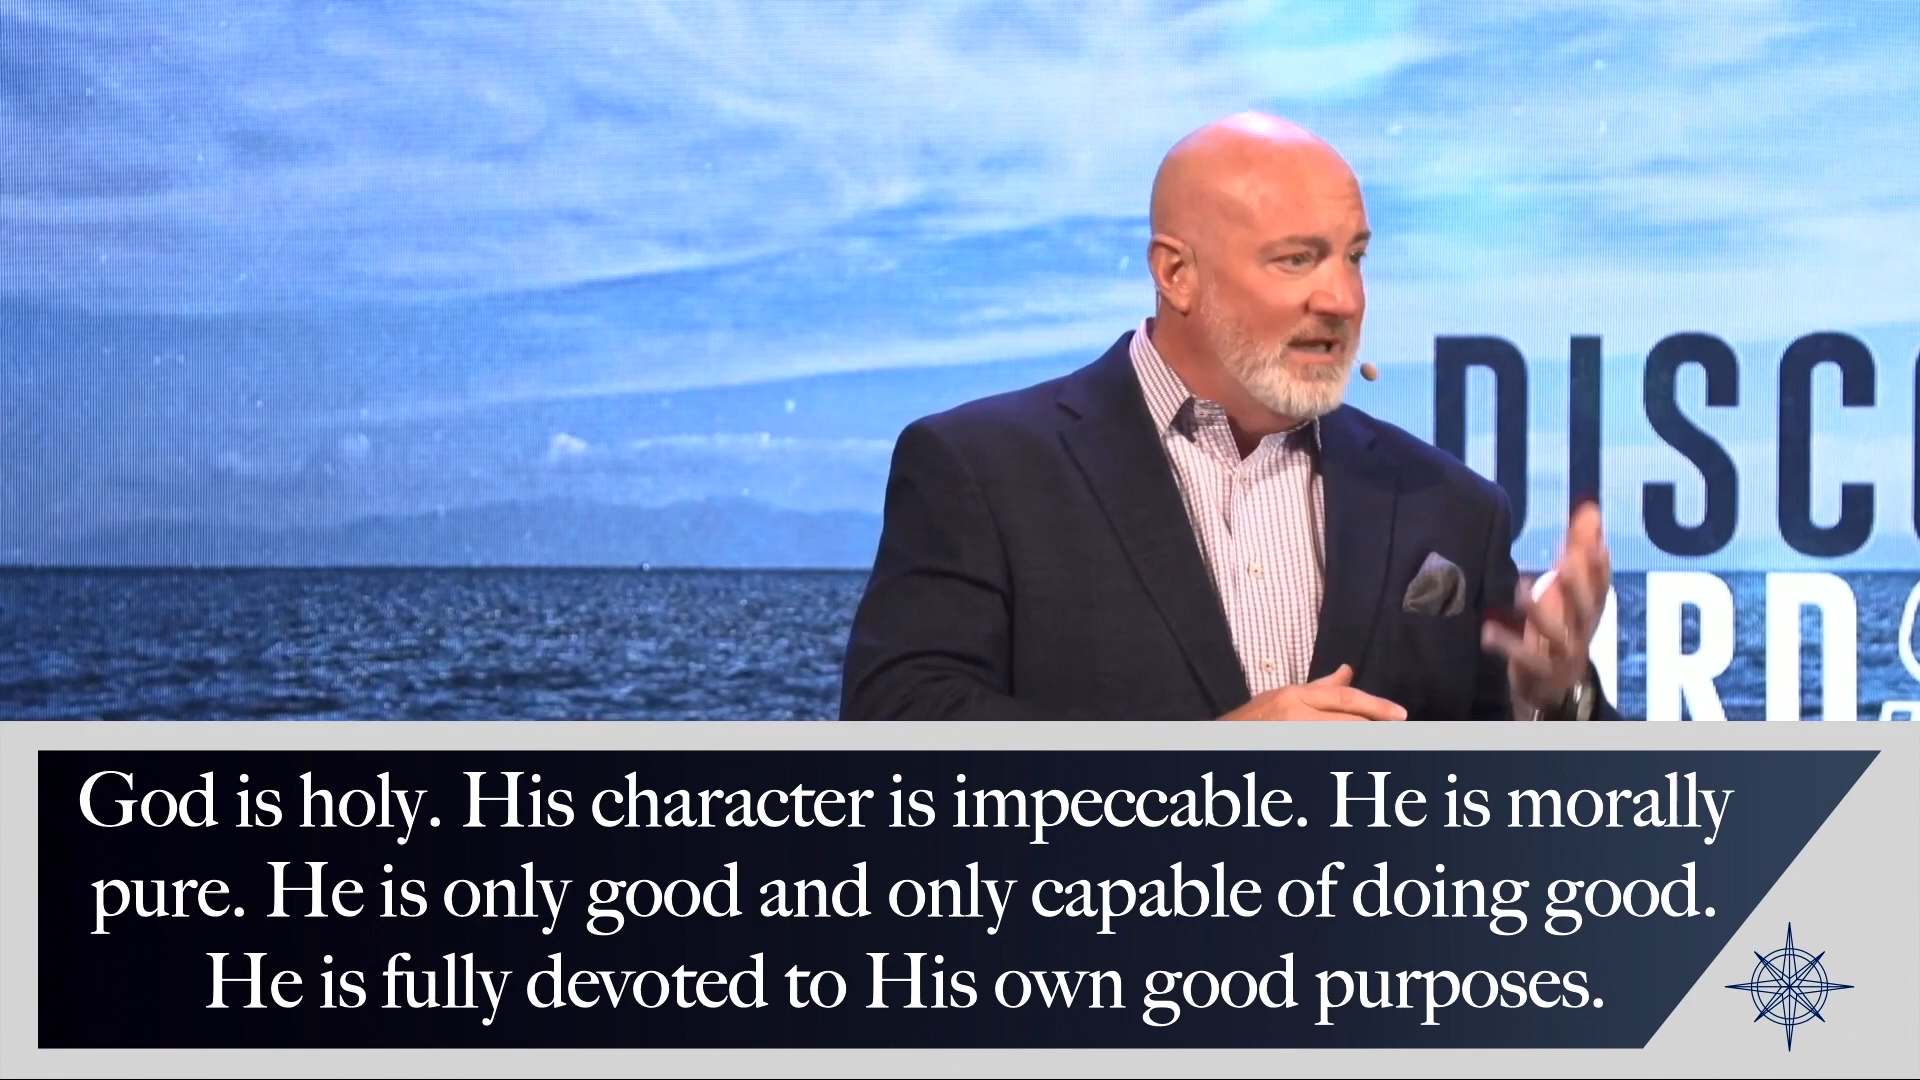 DISC
ORD
God is holy. His character is impeccable. He is morally
pure. He is only good and only capable of doing good.
He is fully devoted to His own good purposes.